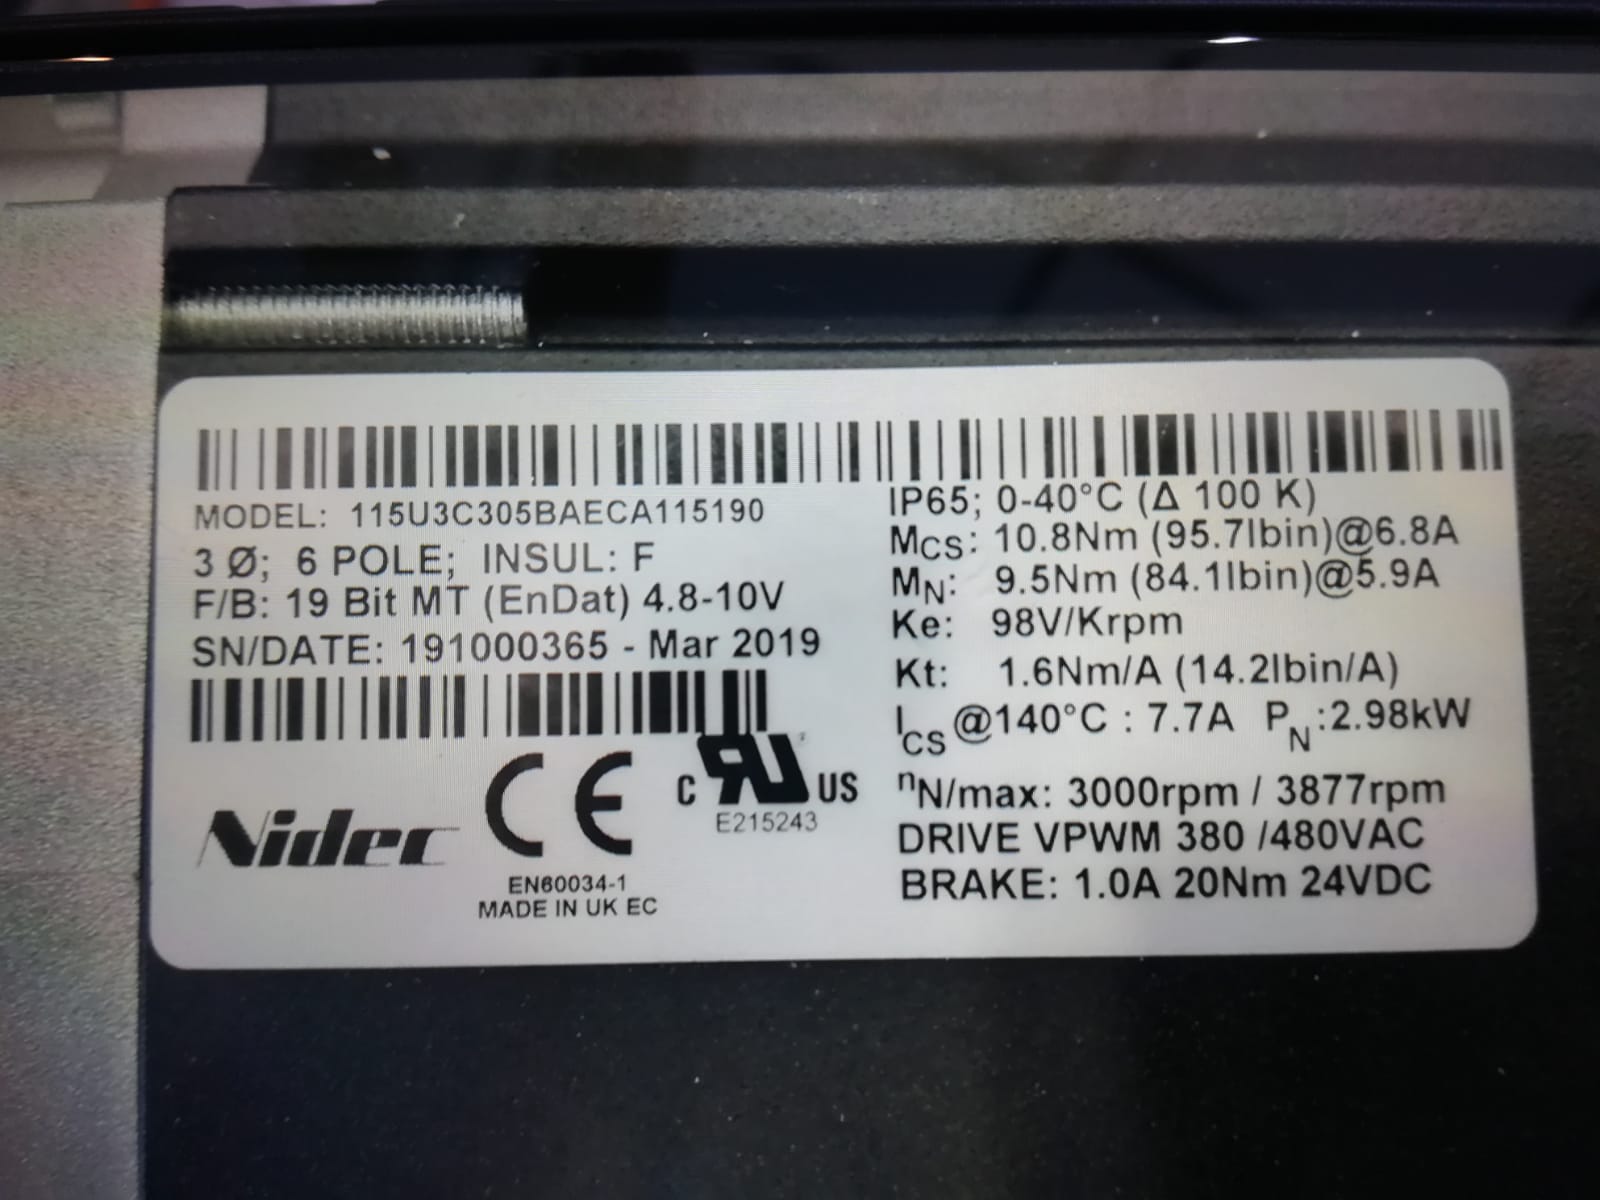 MODEL: 115U3C305BAECA115190
3 Ø; 6 POLE; INSUL: F
F/B: 19 Bit MT (EnDat) 4.8-10V
SN/DATE: 191000365 - Mar 2019
Nidec
CE
EN60034-1
MADE IN UK EC
C RU US
E215243
IP65; 0-40°C (Δ 100 K)
MCS: 10.8Nm (95.7lbin)@6.8A
MN: 9.5Nm (84.1lbin)@5.9A
Ke: 98V/Krpm
Kt: 1.6Nm/A (14.2lbin/A)
ICS @140°C : 7.7A PN:2.98kW
nN/max: 3000rpm / 3877rpm
DRIVE VPWM 380 /480VAC
BRAKE: 1.0A 20Nm 24VDC